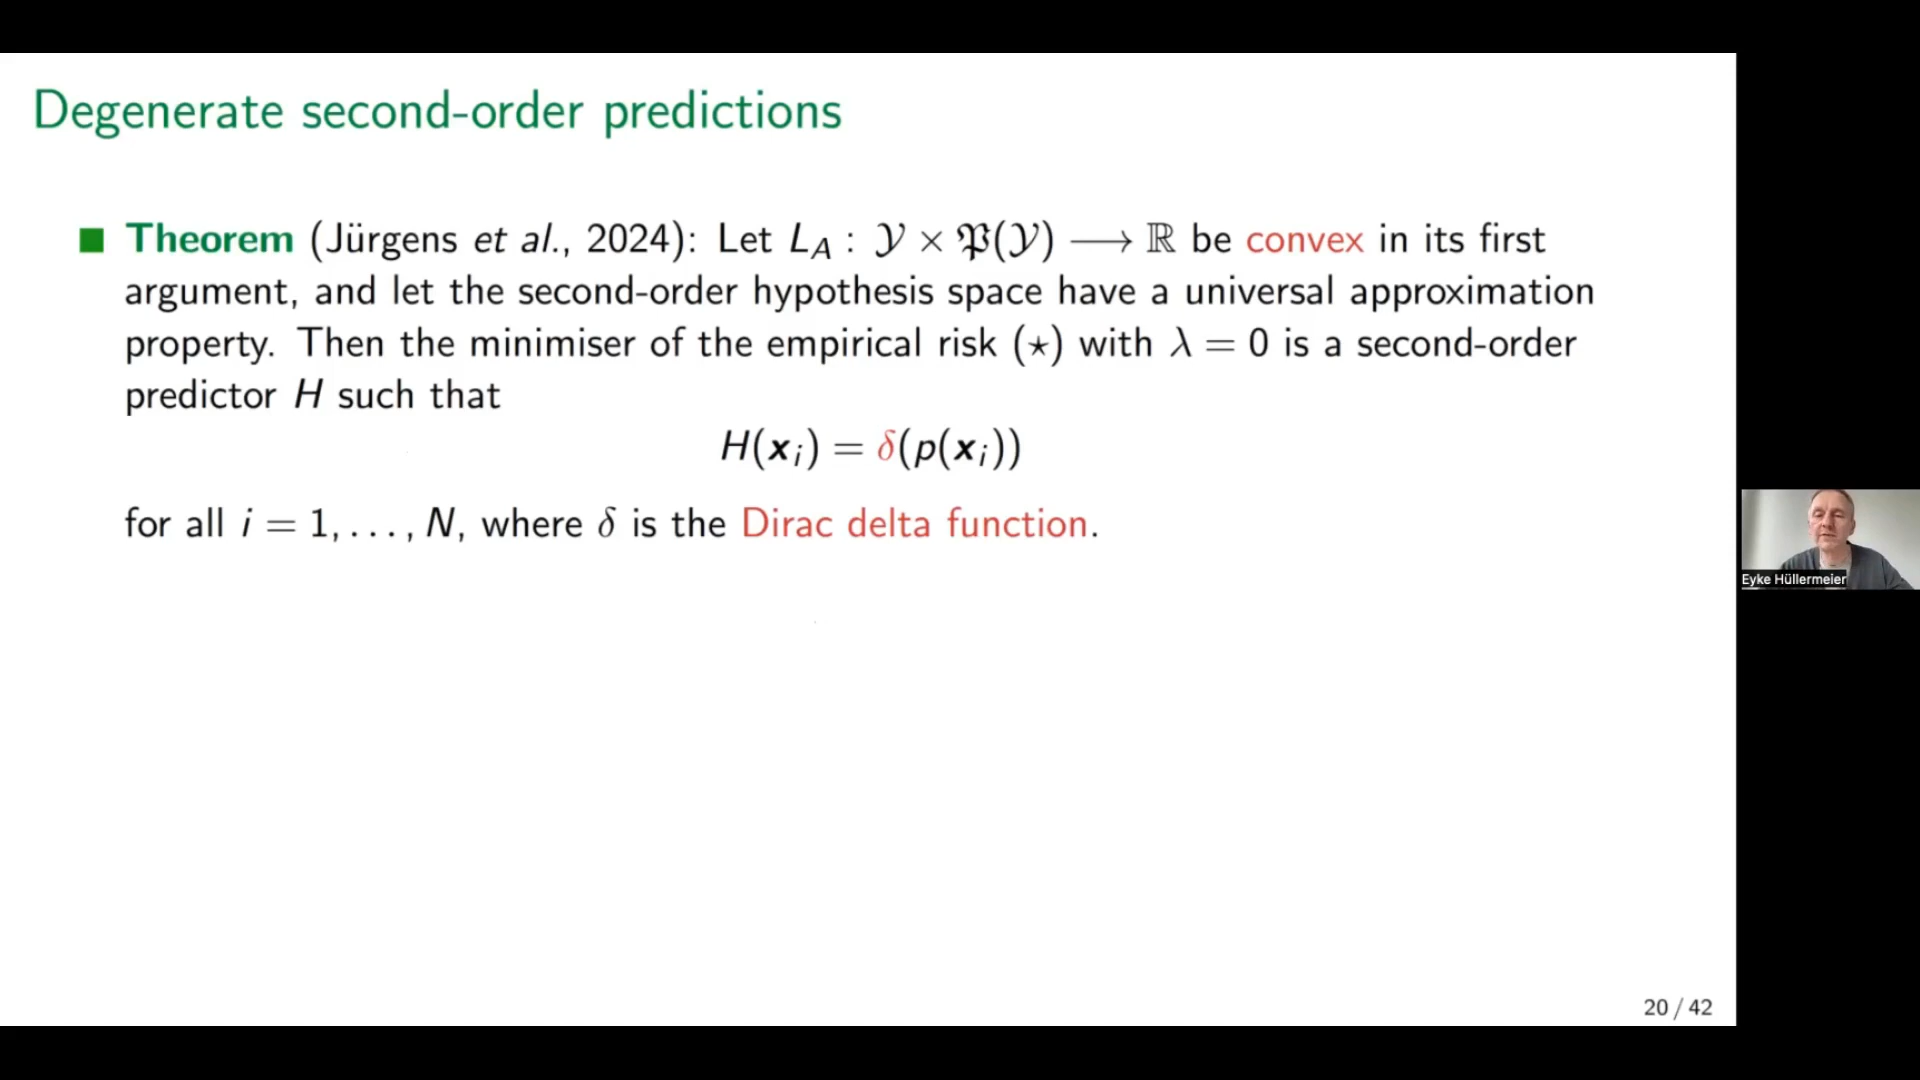 Degenerate second-order predictions
Theorem (Jürgens et al., 2024): Let L_A : 𝒴 × 𝔓(𝒴) ⟶ ℝ be convex in its first
argument, and let the second-order hypothesis space have a universal approximation
property. Then the minimiser of the empirical risk (⋆) with λ = 0 is a second-order
predictor H such that
H(x_i) = δ(p(x_i))
for all i = 1, . . . , N, where δ is the Dirac delta function.
Eyke Hüllermeier
20 / 42